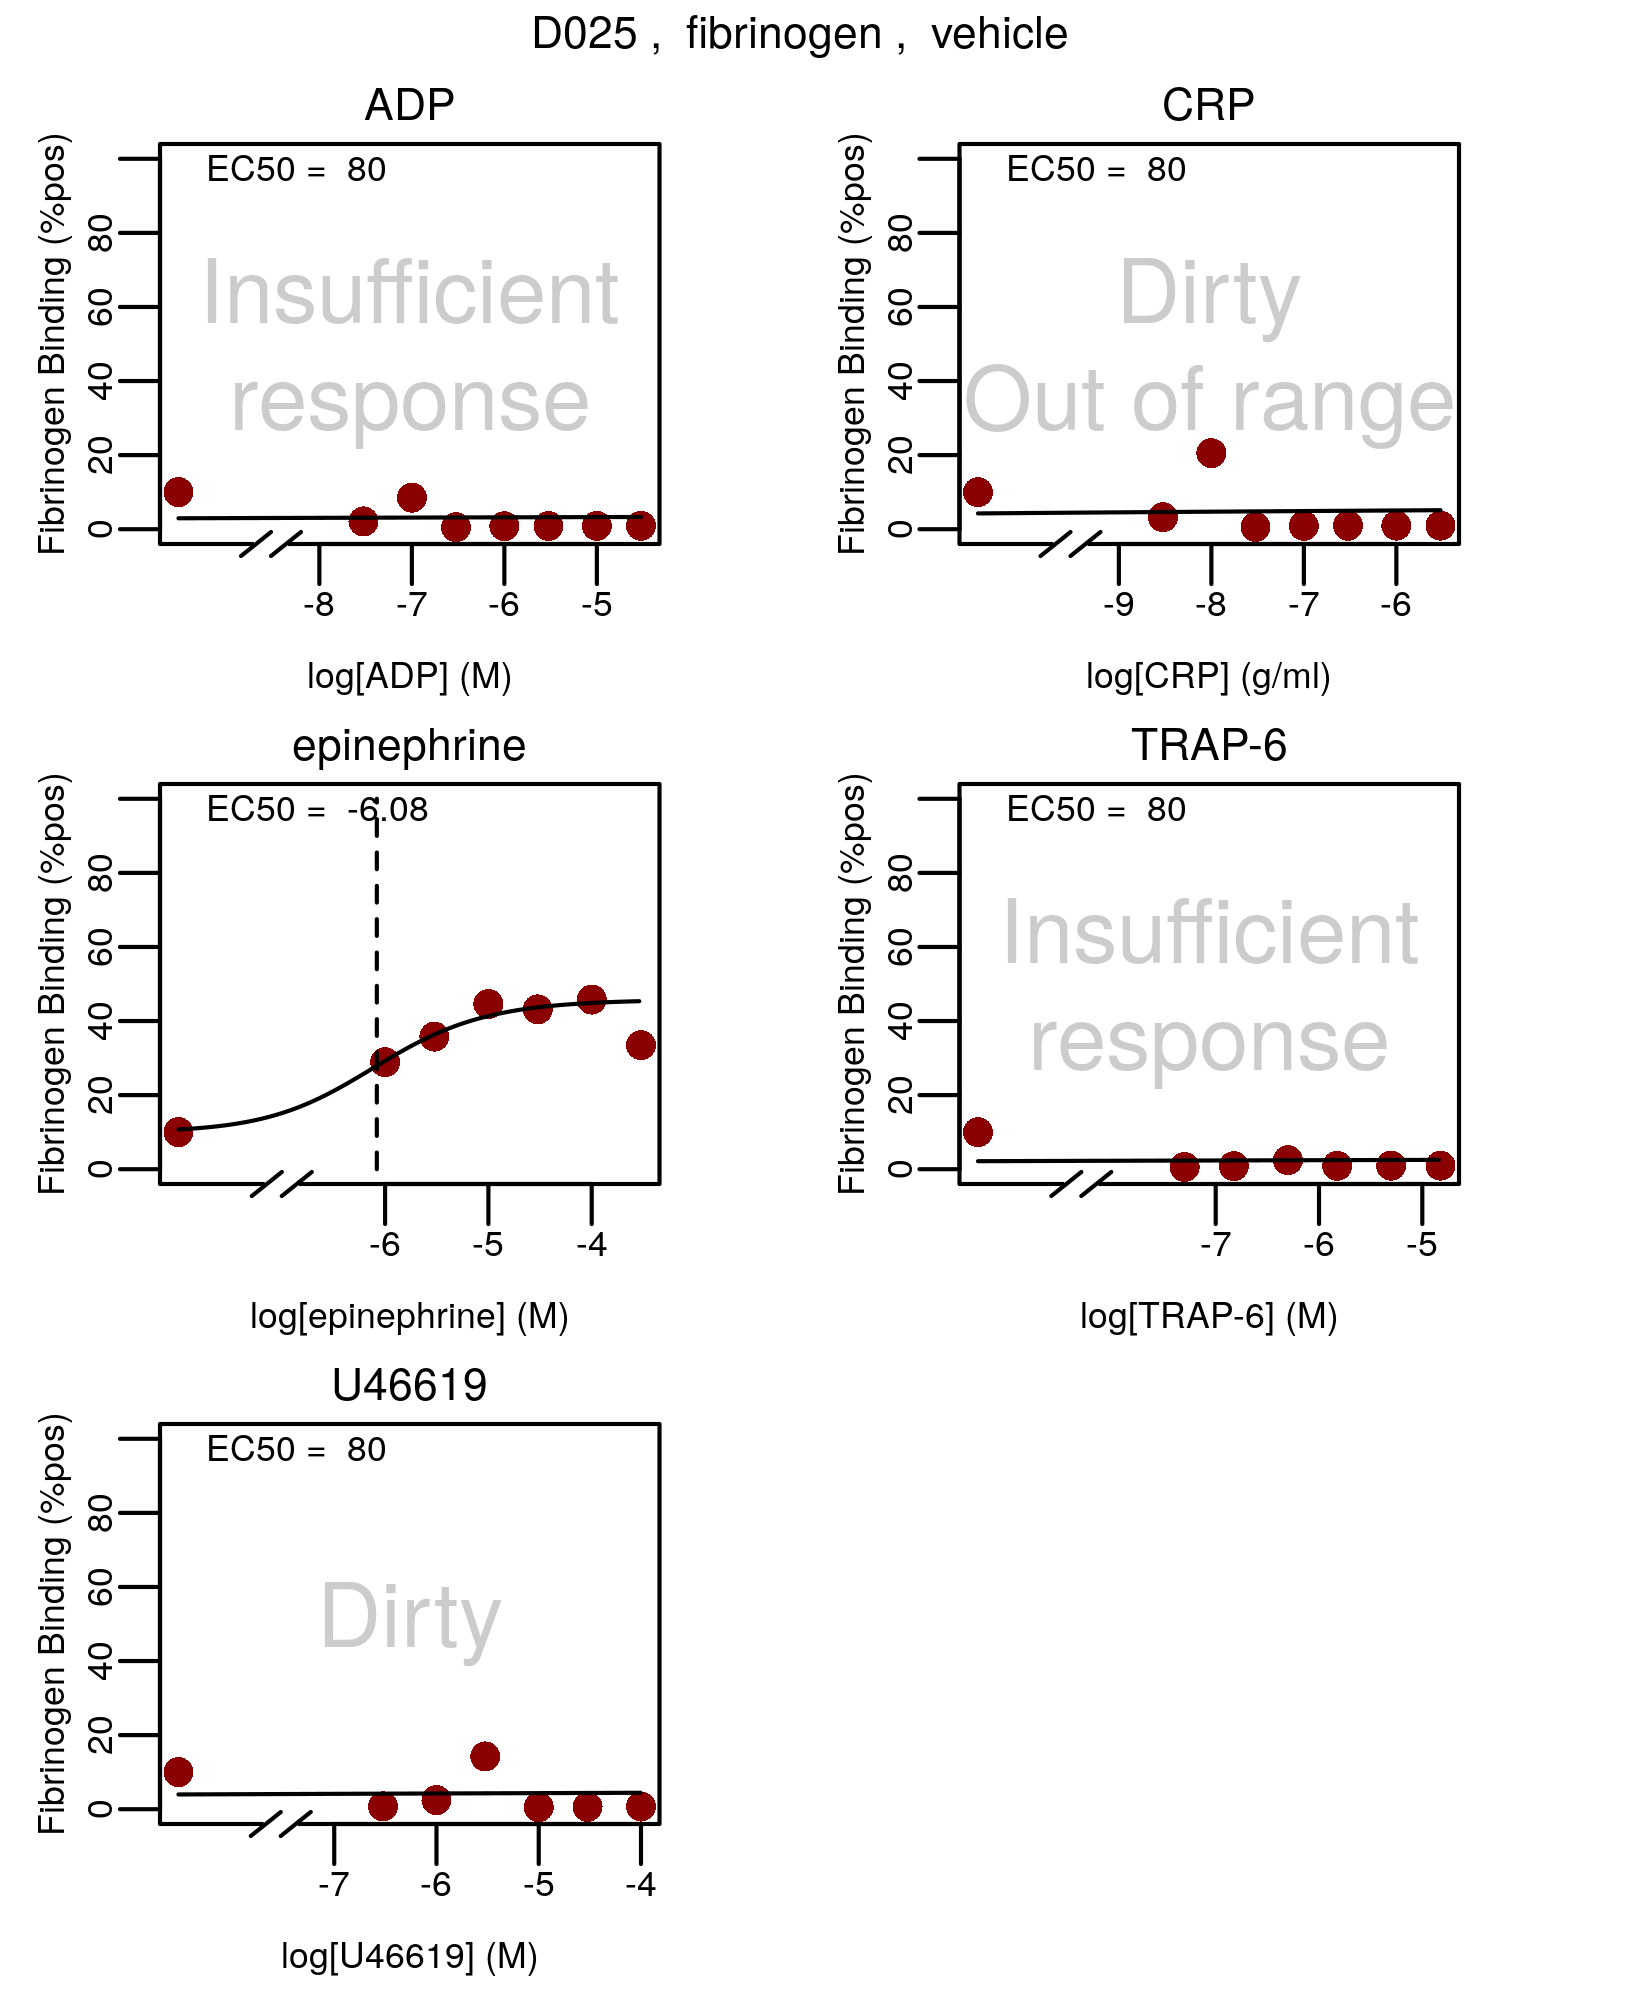 D025 ,  fibrinogen ,  vehicle
ADP
EC50 =  80
Insufficient
response
Fibrinogen Binding (%pos)
0 20 40 60 80
-8 -7 -6 -5
log[ADP] (M)
CRP
EC50 =  80
Dirty
Out of range
Fibrinogen Binding (%pos)
0 20 40 60 80
-9 -8 -7 -6
log[CRP] (g/ml)
epinephrine
EC50 =  -6.08
Fibrinogen Binding (%pos)
0 20 40 60 80
-6 -5 -4
log[epinephrine] (M)
TRAP-6
EC50 =  80
Insufficient
response
Fibrinogen Binding (%pos)
0 20 40 60 80
-7 -6 -5
log[TRAP-6] (M)
U46619
EC50 =  80
Dirty
Fibrinogen Binding (%pos)
0 20 40 60 80
-7 -6 -5 -4
log[U46619] (M)